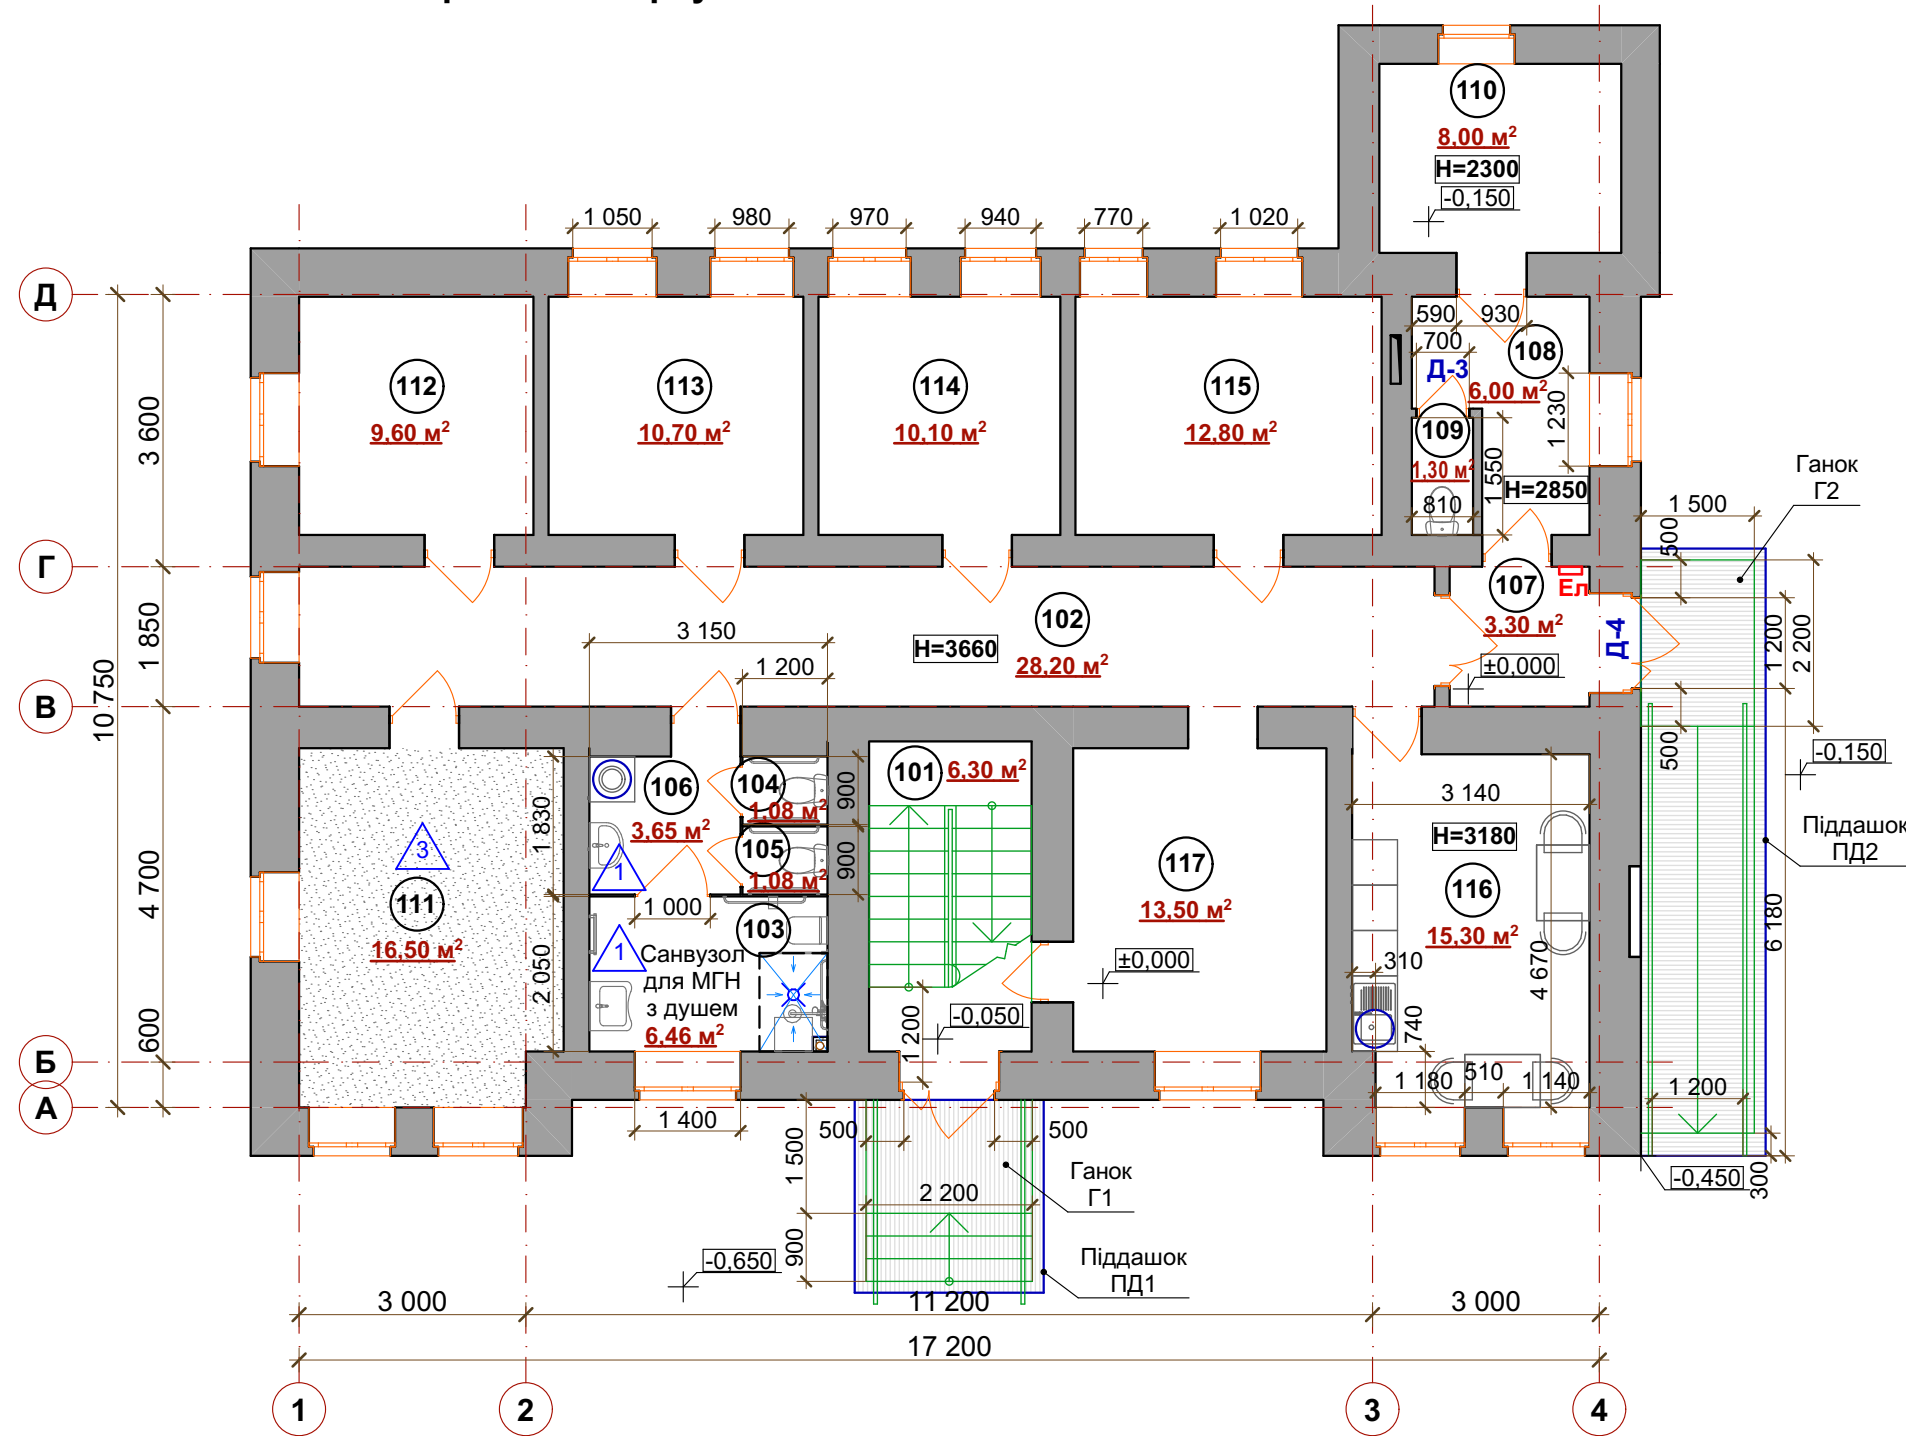 110
8,00 м²
H=2300
-0,150
1 050
980
970
940
770
1 020
Д
590
930
700
108
Д-3
6,00 м²
112
9,60 м²
113
10,70 м²
114
10,10 м²
115
12,80 м²
109
1,30 м²
1 230
1 550
810
H=2850
3 600
Ганок
Г2
1 500
500
Г
107
Ел
3,30 м²
±0,000
Д-4
1 200
2 200
102
H=3660
28,20 м²
3 150
1 200
1 850
10 750
В
500
-0,150
101
6,30 м²
106
3,65 м²
104
1,08 м²
900
105
1,08 м²
900
1 830
3
111
16,50 м²
1
1 000
103
1
Санвузол
для МГН
з душем
6,46 м²
2 050
117
13,50 м²
±0,000
-0,050
1 200
3 140
H=3180
116
15,30 м²
310
4 670
740
Піддашок
ПД2
6 180
4 700
600
Б
А
1 180
510
1 140
1 200
1 400
500
500
1 500
2 200
900
Ганок
Г1
Піддашок
ПД1
-0,650
-0,450
300
3 000
11 200
3 000
17 200
1
2
3
4